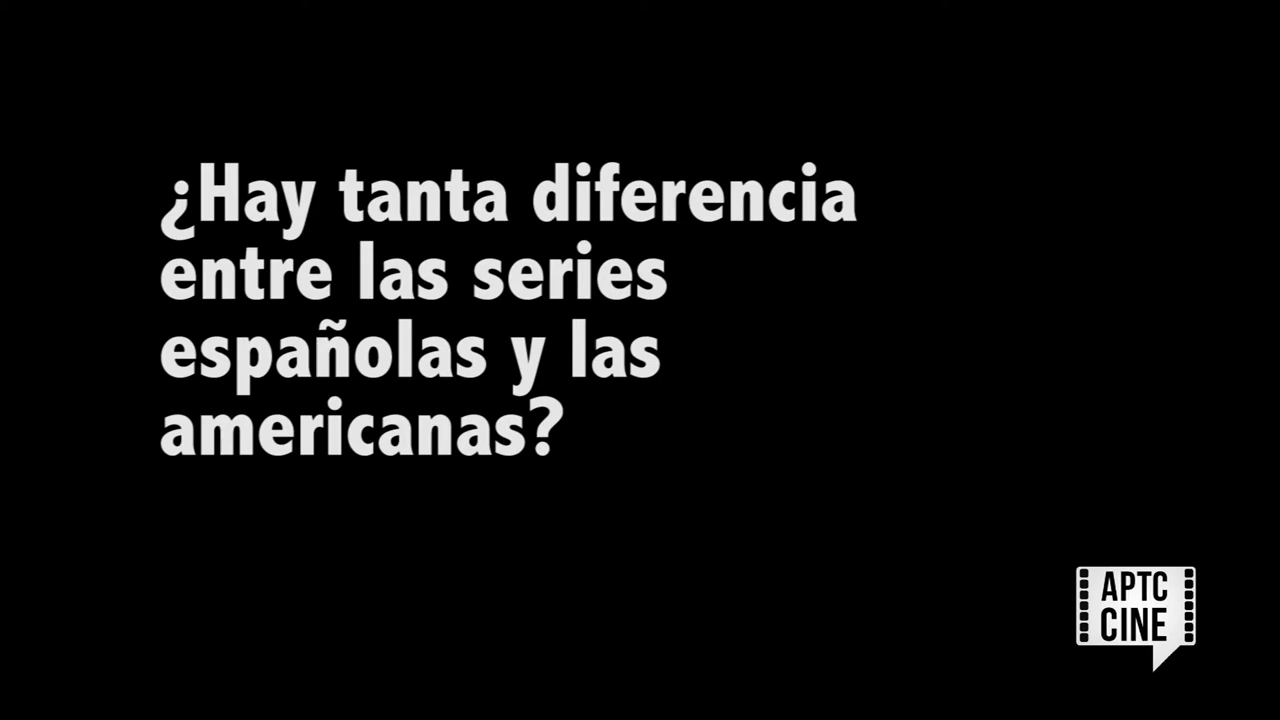 ¿Hay tanta diferencia
entre las series
españolas y las
americanas?
APTC
CINE